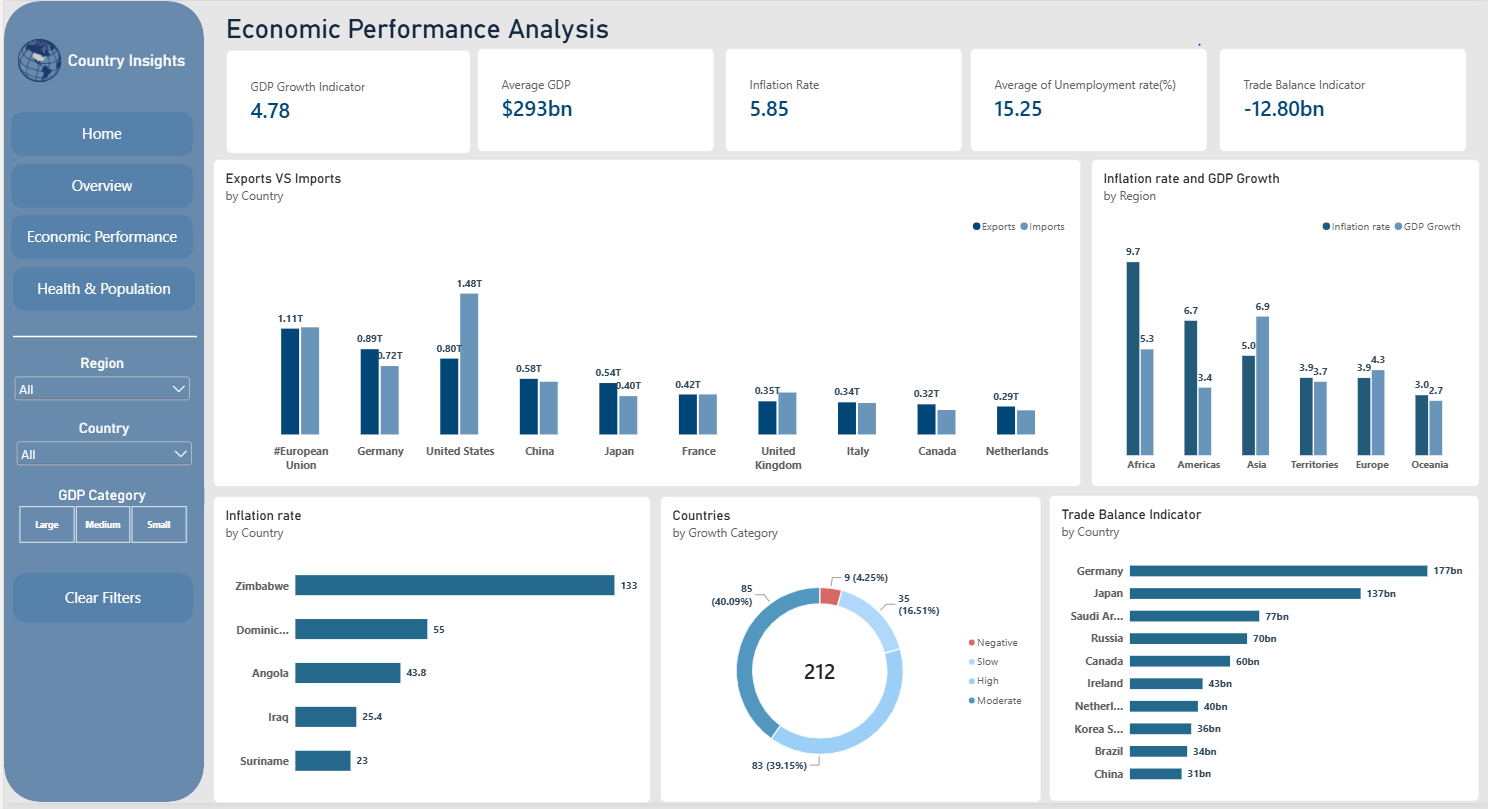 Economic Performance Analysis
Country Insights
Home
Overview
Economic Performance
Health & Population
Region
All
Country
All
GDP Category
Large Medium Small
Clear Filters
GDP Growth Indicator
4.78
Average GDP
$293bn
Inflation Rate
5.85
Average of Unemployment rate(%)
15.25
Trade Balance Indicator
-12.80bn
Exports VS Imports
by Country
Exports Imports
1.11T
0.89T
0.72T
0.80T
1.48T
0.58T
0.54T
0.40T
0.42T
0.35T
0.34T
0.32T
0.29T
#European Union
Germany
United States
China
Japan
France
United Kingdom
Italy
Canada
Netherlands
Inflation rate and GDP Growth
by Region
Inflation rate GDP Growth
9.7
5.3
6.7
3.4
5.0
6.9
3.9
3.7
3.9
4.3
3.0
2.7
Africa Americas Asia Territories Europe Oceania
Inflation rate
by Country
Zimbabwe 133
Dominic... 55
Angola 43.8
Iraq 25.4
Suriname 23
Countries
by Growth Category
9 (4.25%)
35
(16.51%)
83 (39.15%)
85
(40.09%)
212
Negative
Slow
High
Moderate
Trade Balance Indicator
by Country
Germany 177bn
Japan 137bn
Saudi Ar... 77bn
Russia 70bn
Canada 60bn
Ireland 43bn
Netherl... 40bn
Korea S... 36bn
Brazil 34bn
China 31bn